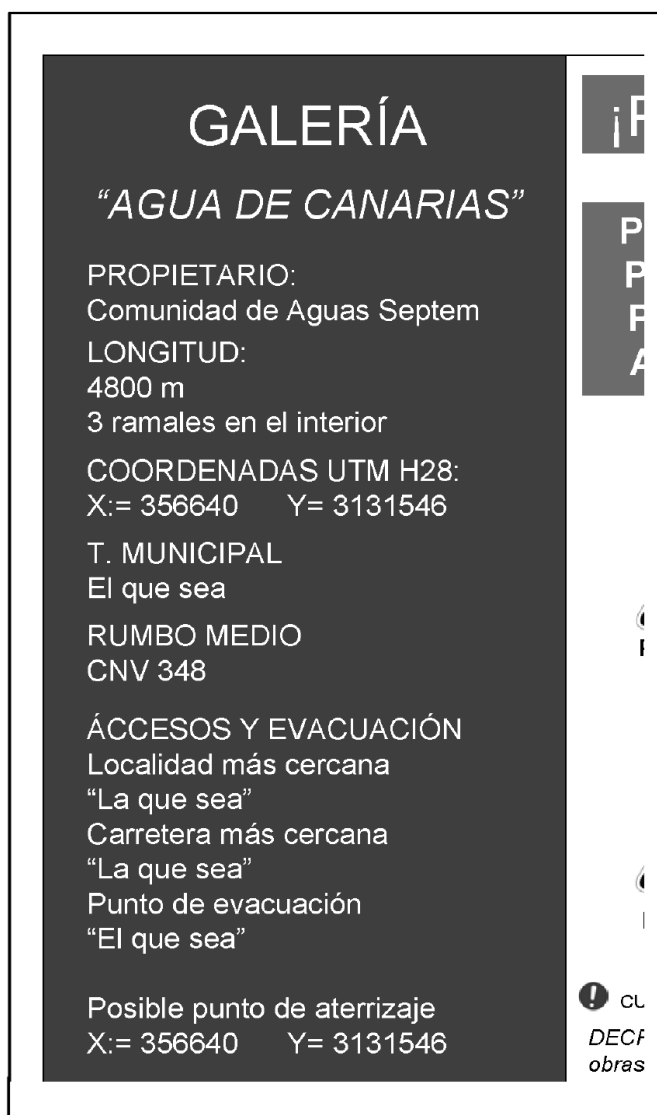 GALERÍA
“AGUA DE CANARIAS”
PROPIETARIO:
Comunidad de Aguas Septem
LONGITUD:
4800 m
3 ramales en el interior
COORDENADAS UTM H28:
X:= 356640 Y= 3131546
T. MUNICIPAL
El que sea
RUMBO MEDIO
CNV 348
ÁCCESOS Y EVACUACIÓN
Localidad más cercana
“La que sea”
Carretera más cercana
“La que sea”
Punto de evacuación
“El que sea”
Posible punto de aterrizaje
X:= 356640 Y= 3131546
obras